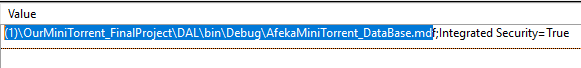 Value
(1)\OurMiniTorrent_FinalProject\DAL\bin\Debug\AfekaMiniTorrent_DataBase.mdf;Integrated Security=True